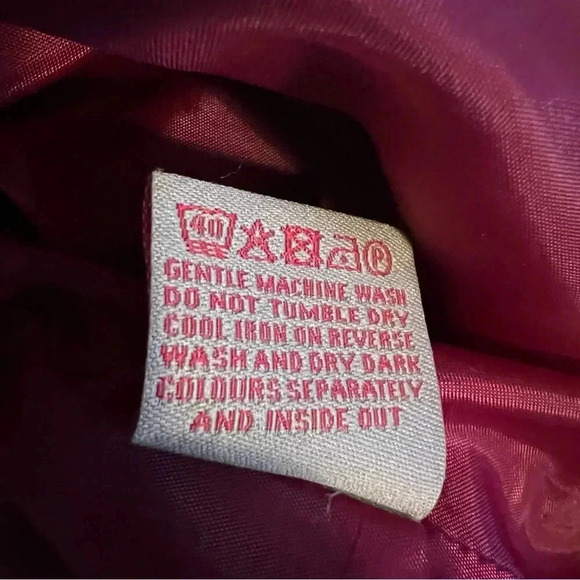 40 P
GENTLE MACHINE WASH
DO NOT TUMBLE DRY
COOL IRON ON REVERSE
WASH AND DRY DARK
COLOURS SEPARATELY
AND INSIDE OUT